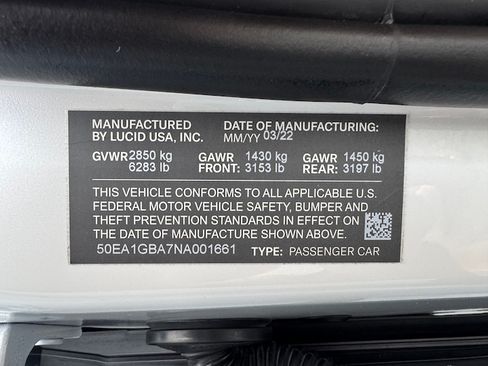 MANUFACTURED DATE OF MANUFACTURING:
BY LUCID USA, INC. MM/YY 03/22
GVWR 2850 kg GAWR 1430 kg GAWR 1450 kg
6283 lb FRONT: 3153 lb REAR: 3197 lb
THIS VEHICLE CONFORMS TO ALL APPLICABLE U.S.
FEDERAL MOTOR VEHICLE SAFETY, BUMPER AND
THEFT PREVENTION STANDARDS IN EFFECT ON
THE DATE OF MANUFACTURE SHOWN ABOVE.
50EA1GBA7NA001661 TYPE: PASSENGER CAR